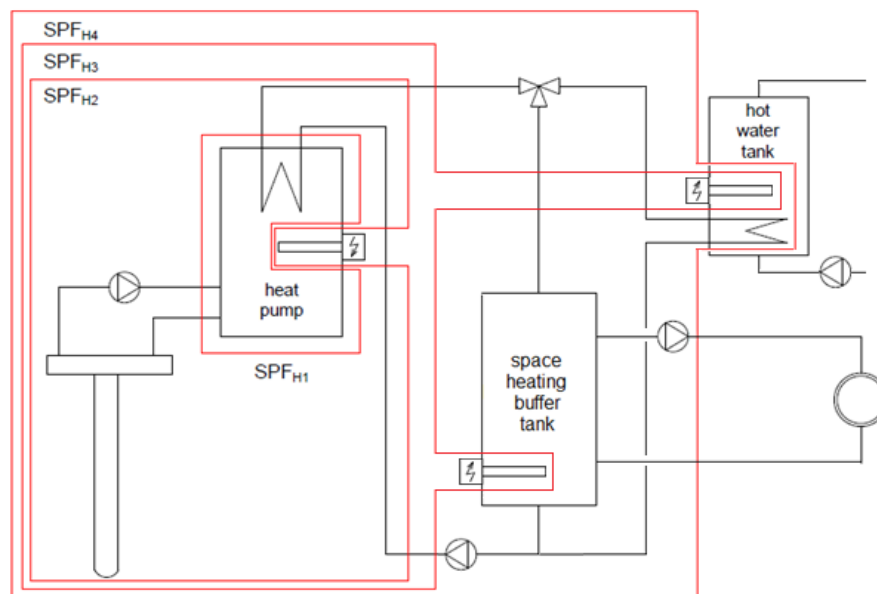 SPFH4
SPFH3
SPFH2
hot
water
tank
heat
pump
SPFH1
space
heating
buffer
tank